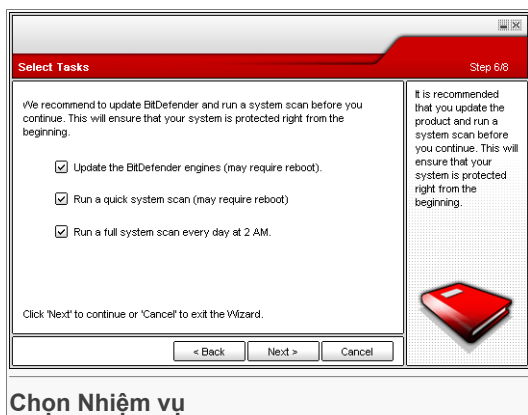 Select Tasks
Step 6/8
We recommend to update BitDefender and run a system scan before you
continue. This will ensure that your system is protected right from the
beginning.
Update the BitDefender engines (may require reboot).
Run a quick system scan (may require reboot)
Run a full system scan every day at 2 AM.
Click 'Next' to continue or 'Cancel' to exit the Wizard.
It is recommended
that you update the
product and run a
system scan before
you continue. This will
ensure that your
system is protected
right from the
beginning.
< Back
Next >
Cancel
Chọn Nhiệm vụ